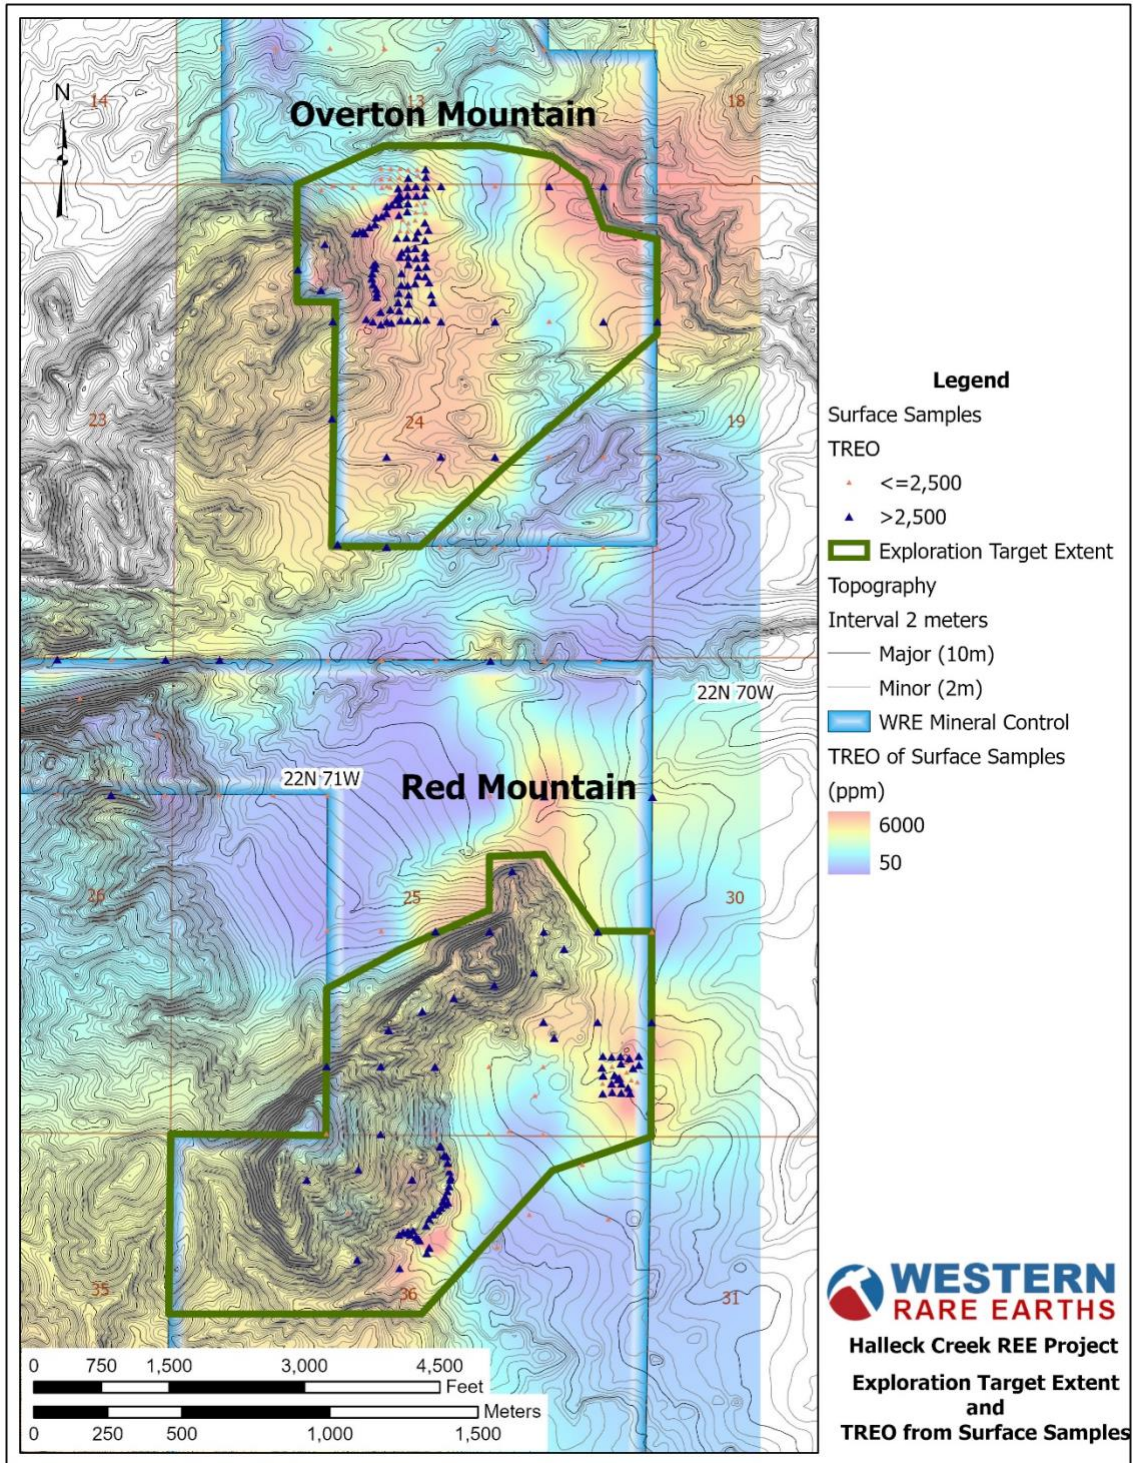 N
14
13
18
Overton Mountain
23
24
19
22N 70W
22N 71W
Red Mountain
26
25
30
35
36
31
0 750 1,500 3,000 4,500
Feet
Meters
0 250 500 1,000 1,500
Legend
Surface Samples
TREO
<=2,500
>2,500
Exploration Target Extent
Topography
Interval 2 meters
Major (10m)
Minor (2m)
WRE Mineral Control
TREO of Surface Samples
(ppm)
6000
50
WESTERN
RARE EARTHS
Halleck Creek REE Project
Exploration Target Extent
and
TREO from Surface Samples